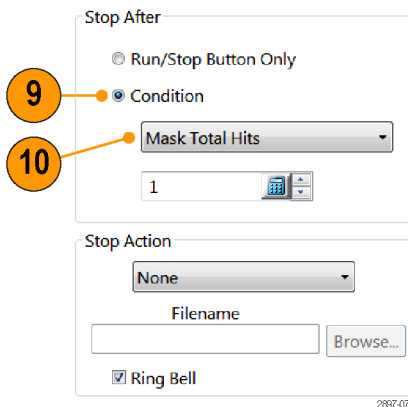 Stop After
Run/Stop Button Only
9
Condition
10
Mask Total Hits
1
Stop Action
None
Filename
Browse...
Ring Bell